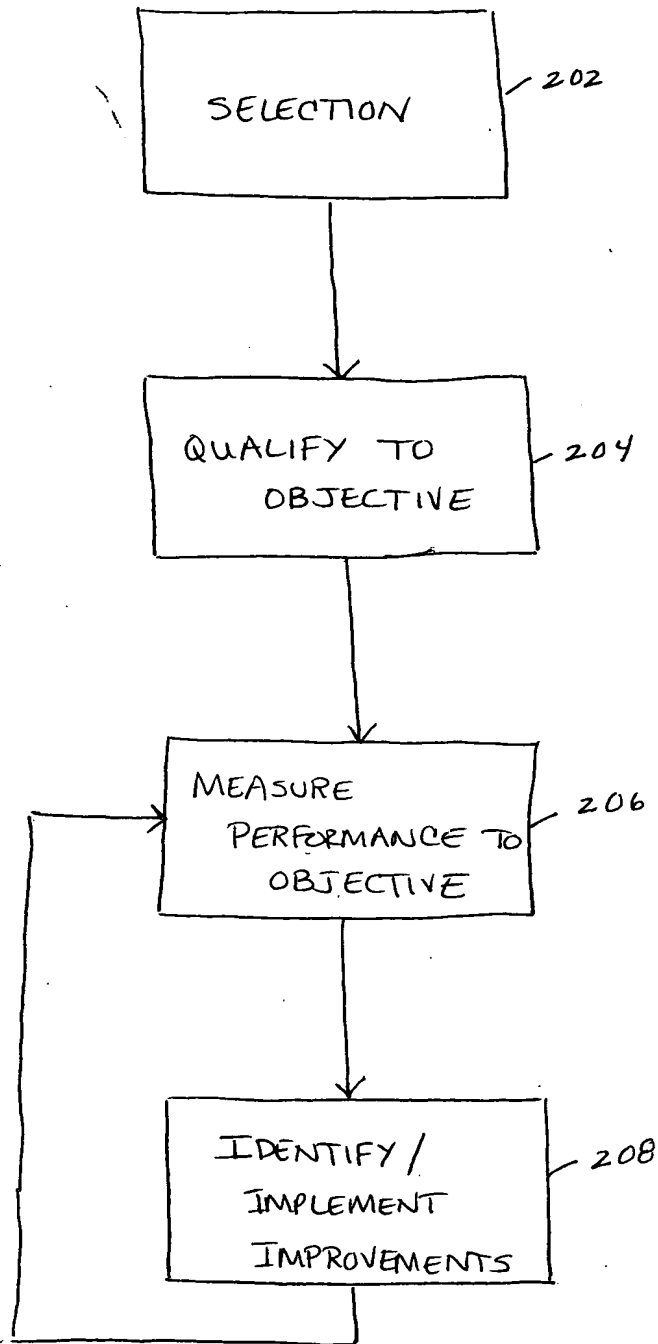 SELECTION
202
QUALIFY TO
OBJECTIVE
204
MEASURE
PERFORMANCE TO
OBJECTIVE
206
IDENTIFY /
IMPLEMENT
IMPROVEMENTS
208